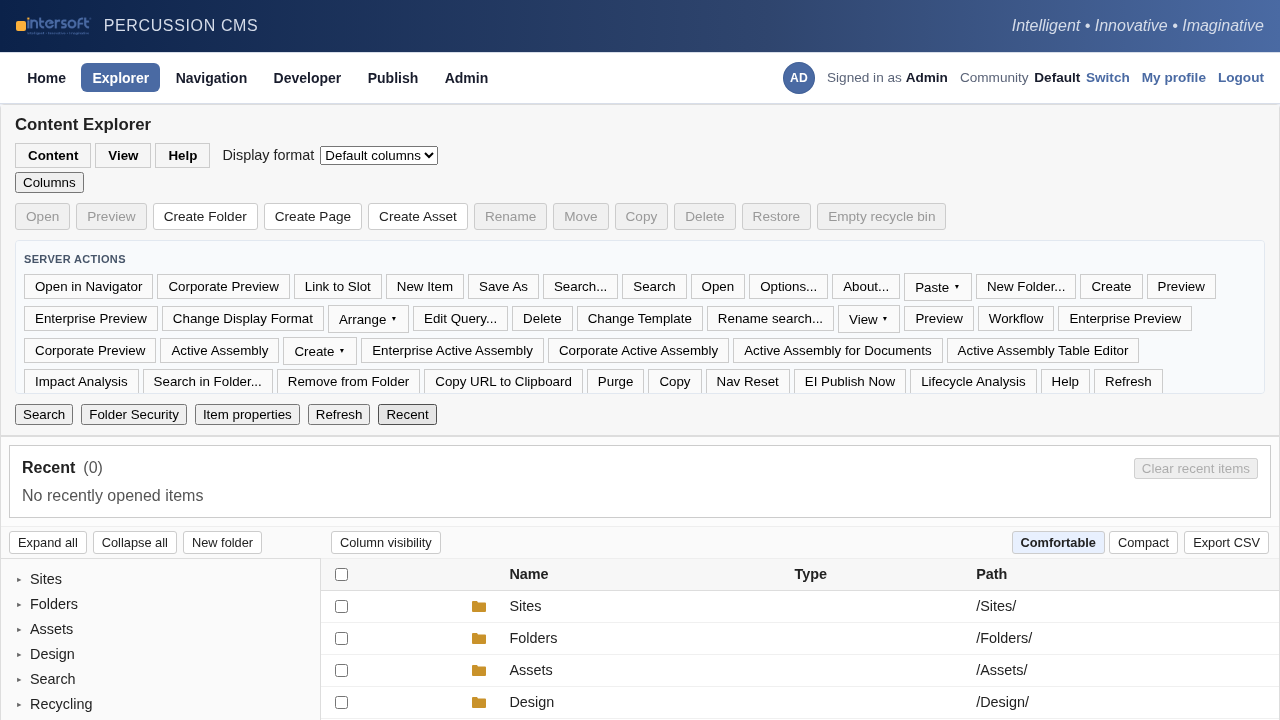 intersoft PERCUSSION CMS Intelligent • Innovative • Imaginative
Home Explorer Navigation Developer Publish Admin AD Signed in as Admin Community Default Switch My profile Logout
Content Explorer
Content View Help Display format Default columns
Columns
Open Preview Create Folder Create Page Create Asset Rename Move Copy Delete Restore Empty recycle bin
SERVER ACTIONS
Open in Navigator Corporate Preview Link to Slot New Item Save As Search... Search Open Options... About... Paste New Folder... Create Preview
Enterprise Preview Change Display Format Arrange Edit Query... Delete Change Template Rename search... View Preview Workflow Enterprise Preview
Corporate Preview Active Assembly Create Enterprise Active Assembly Corporate Active Assembly Active Assembly for Documents Active Assembly Table Editor
Impact Analysis Search in Folder... Remove from Folder Copy URL to Clipboard Purge Copy Nav Reset EI Publish Now Lifecycle Analysis Help Refresh
Search Folder Security Item properties Refresh Recent
Recent (0) Clear recent items
No recently opened items
Expand all Collapse all New folder Column visibility Comfortable Compact Export CSV
Name Type Path
Sites
Folders
Assets
Design
Search
Recycling
Sites /Sites/
Folders /Folders/
Assets /Assets/
Design /Design/